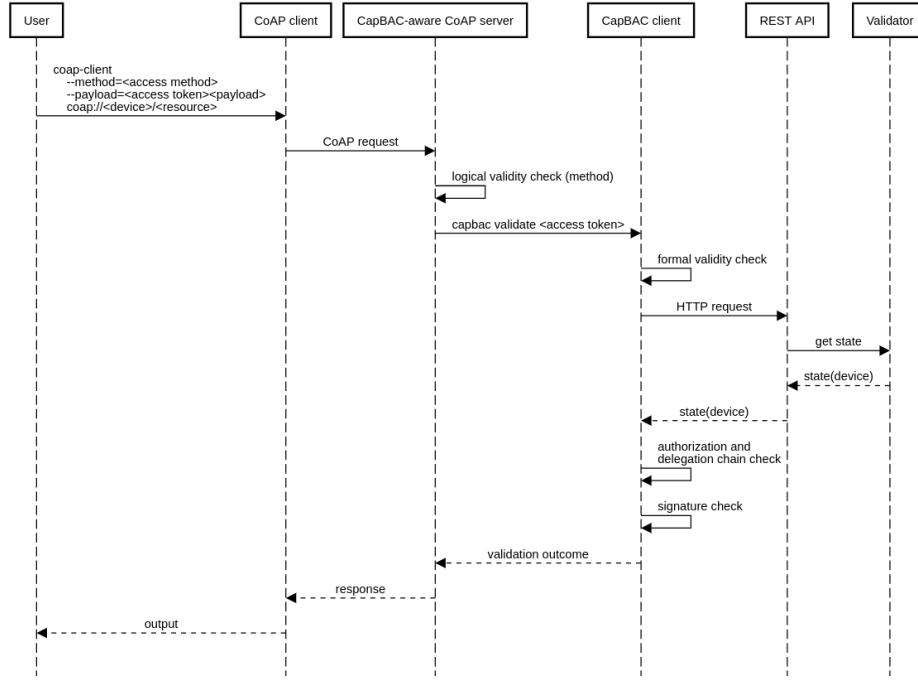 User
CoAP client
CapBAC-aware CoAP server
CapBAC client
REST API
Validator
coap-client
--method=<access method>
--payload=<access token><payload>
coap://<device>/<resource>
CoAP request
logical validity check (method)
capbac validate <access token>
formal validity check
HTTP request
get state
state(device)
state(device)
authorization and
delegation chain check
signature check
validation outcome
response
output